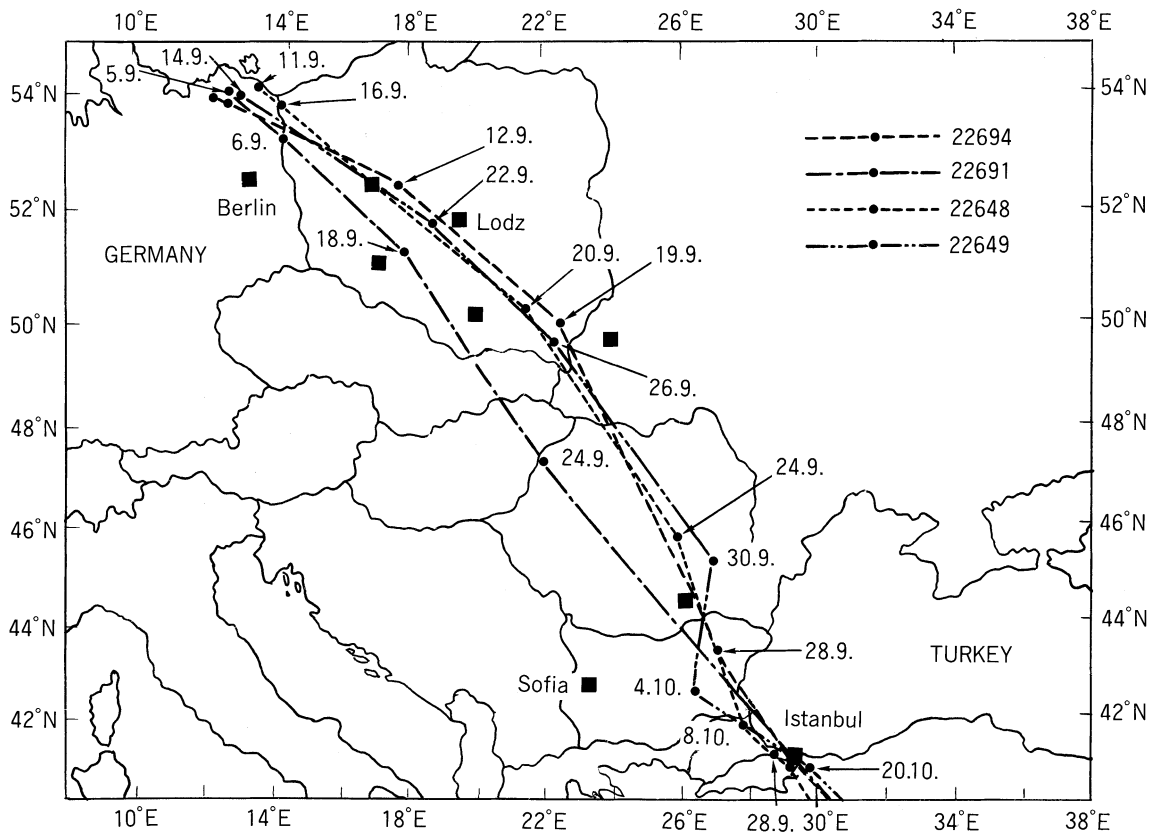 10°E 14°E 18°E 22°E 26°E 30°E 34°E 38°E
14.9. 11.9.
5.9.
54°N 16.9. 54°N
6.9. 12.9. 22694
22.9. 22691
Berlin
52°N Lodz 22648 52°N
18.9. 22649
GERMANY 20.9. 19.9.
50°N 50°N
26.9.
48°N 48°N
24.9. 24.9.
46°N 46°N
30.9.
44°N 44°N
28.9. TURKEY
Sofia 4.10.
42°N Istanbul 42°N
8.10.
20.10.
10°E 14°E 18°E 22°E 26°E 28.9. 30°E 34°E 38°E